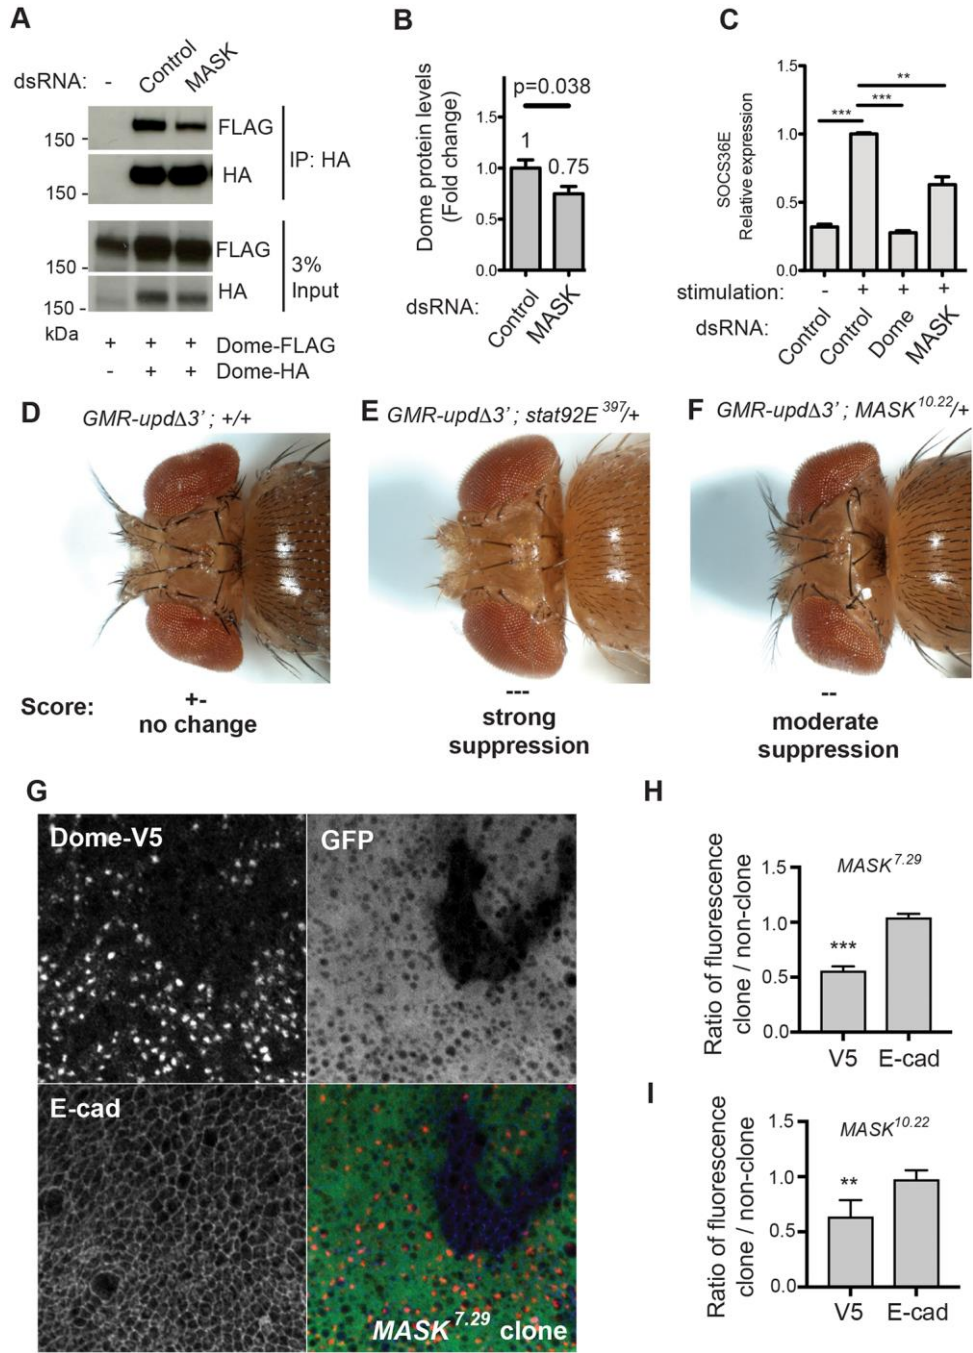 A
dsRNA: - Control MASK
150 - FLAG
150 - HA
IP: HA
150 - FLAG
150 - HA
3%
Input
kDa
+ + + Dome-FLAG
- + + Dome-HA
B
Dome protein levels
(Fold change)
p=0.038
1.5
1.0
0.5
0.0
1
0.75
dsRNA: Control MASK
C
SOCS36E
Relative expression
1.5
1.0
0.5
0.0
***
***
**
stimulation: - + + +
dsRNA: Control Control Dome MASK
D
GMR-updΔ3' ; +/+
E
GMR-updΔ3' ; stat92E397/+
F
GMR-updΔ3' ; MASK10.22/+
Score:
+-
no change
---
strong
suppression
--
moderate
suppression
G
Dome-V5
GFP
E-cad
MASK7.29 clone
H
Ratio of fluorescence
clone / non-clone
MASK7.29
1.5
1.0
0.5
0.0
***
V5 E-cad
I
Ratio of fluorescence
clone / non-clone
MASK10.22
1.5
1.0
0.5
0.0
**
V5 E-cad